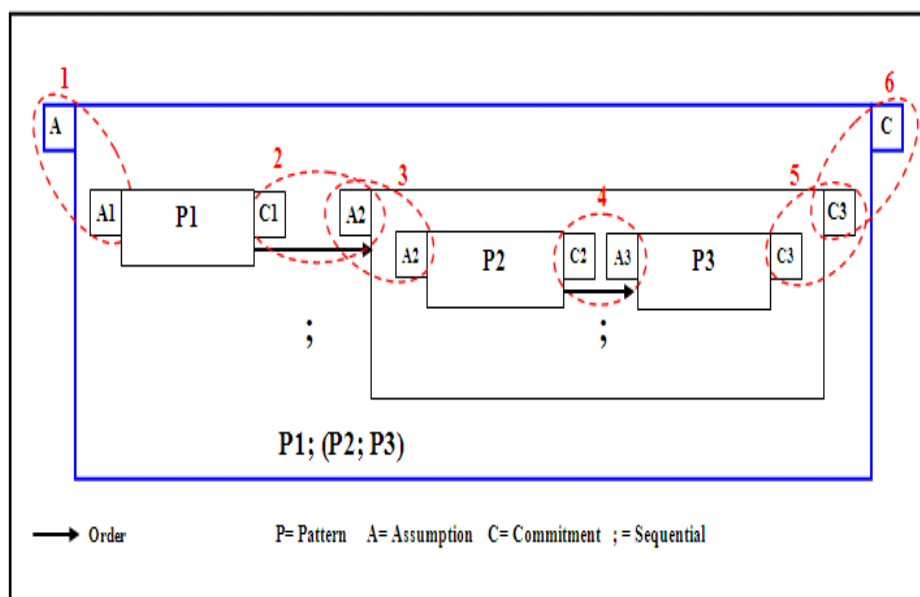 1
6
A
C
2
3
A1
P1
C1
A2
4
5
C3
A2
P2
C2
A3
P3
C3
;
;
P1; (P2; P3)
Order
P= Pattern A= Assumption C= Commitment ; = Sequential